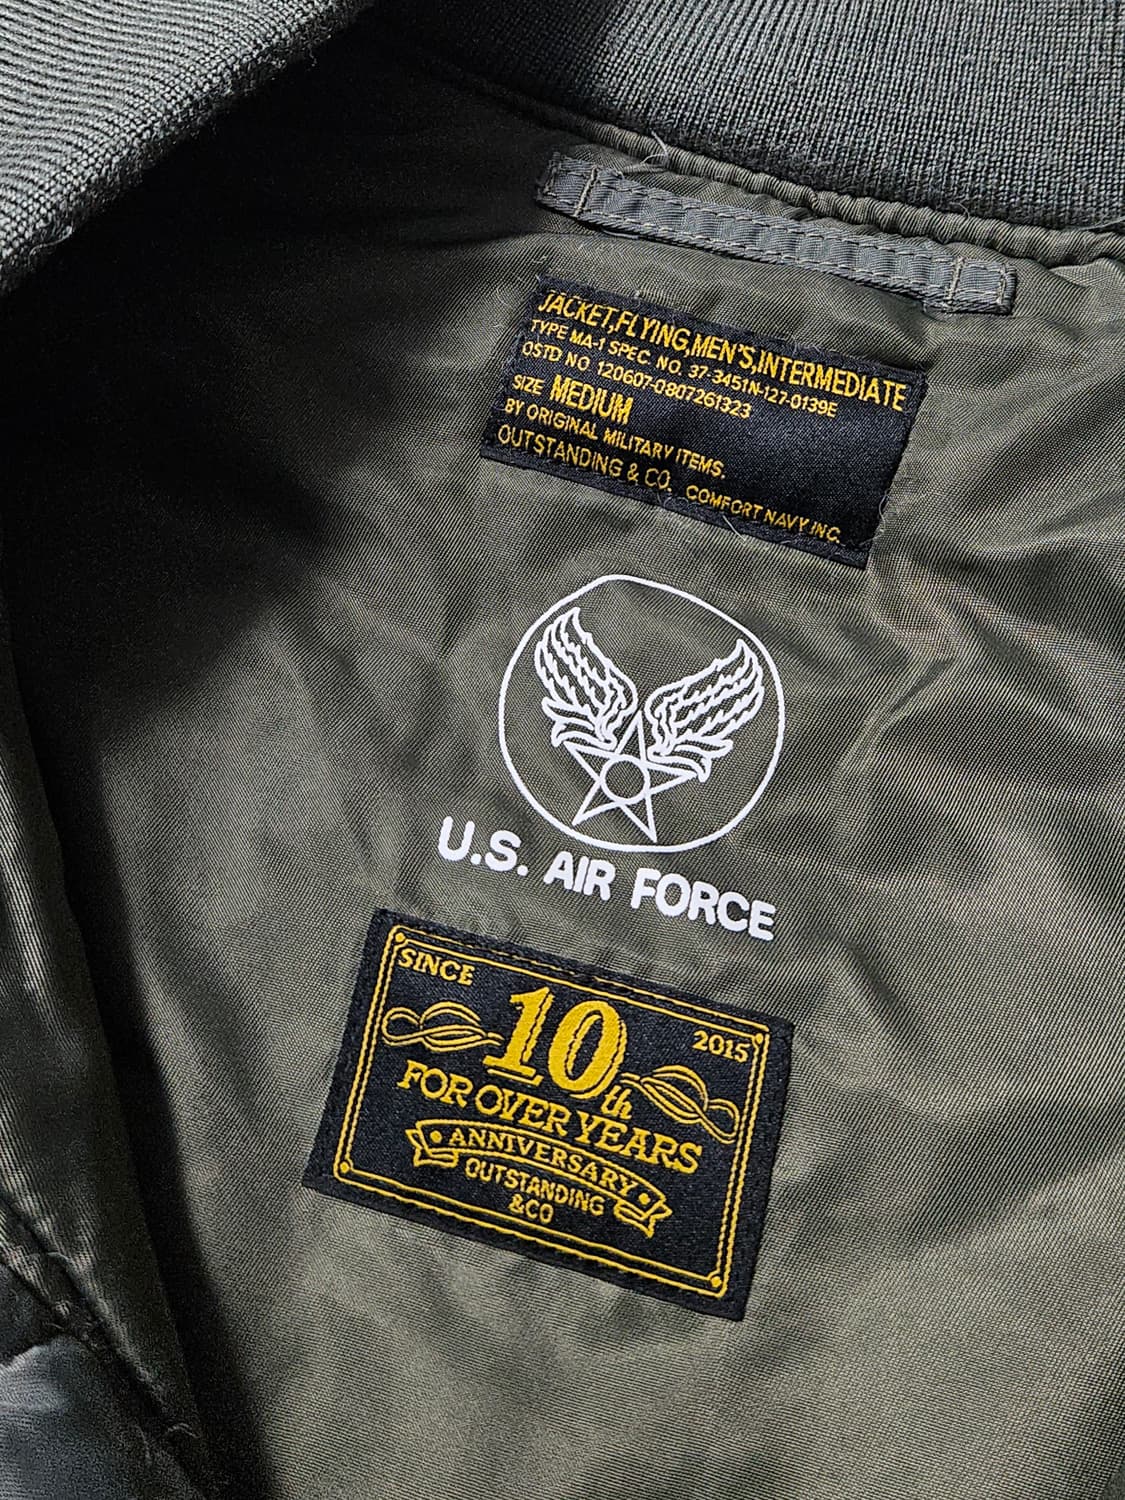 JACKET,FLYING,MEN'S,INTERMEDIATE
TYPE MA-1 SPEC. NO. 37-3451N-127-0139E
OSTD NO 120607-0807261323
SIZE MEDIUM
BY ORIGINAL MILITARY ITEMS.
OUTSTANDING & CO. COMFORT NAVY INC.
U.S. AIR FORCE
SINCE 2015
10th
FOR OVER YEARS
ANNIVERSARY
OUTSTANDING
&CO